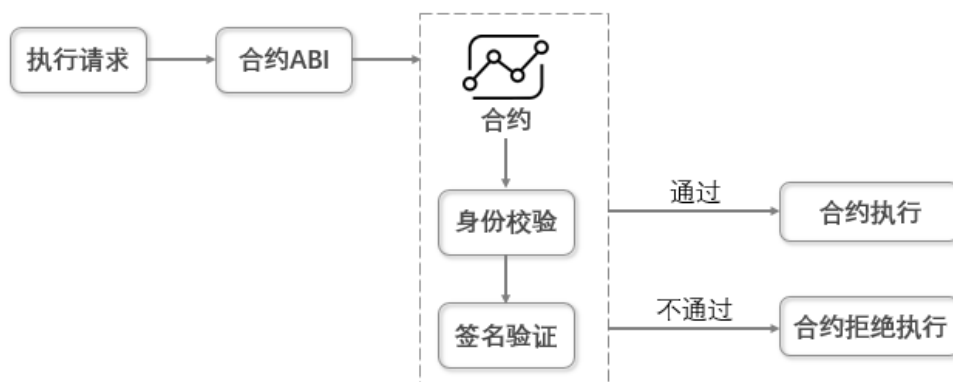 执行请求
合约ABI
合约
身份校验
签名验证
通过
合约执行
不通过
合约拒绝执行